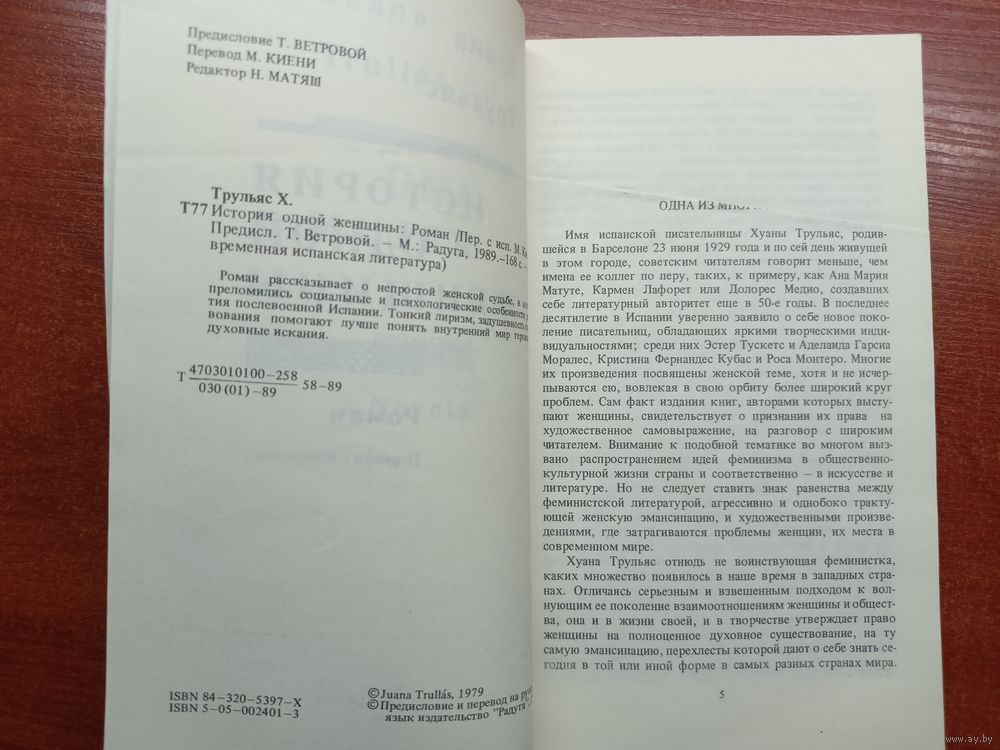 Предисловие Т. ВЕТРОВОЙ
Перевод М. КИЕНИ
Редактор Н. МАТЯШ
Трульяс Х.
Т77 История одной женщины: Роман /Пер. с исп. М.
Предисл. Т. Ветровой. – М.: Радуга, 1989.–168 с.–
временная испанская литература)
Роман рассказывает о непростой женской судьбе, в
преломились социальные и психологические особенности
тия послевоенной Испании. Тонкий лиризм, задушевность
вования помогают лучше понять внутренний мир
духовные искания.
Т 4703010100–258 58–89
030 (01)–89
ISBN 84–320–5397–X
ISBN 5–05–002401–3
©Juana Trullás, 1979
©Предисловие и перевод на
язык издательство "Радуга"
ОДНА ИЗ
Имя испанской писательницы Хуаны Трульяс, родив-
шейся в Барселоне 23 июня 1929 года и по сей день живущей
в этом городе, советским читателям говорит меньше, чем
имена ее коллег по перу, таких, к примеру, как Ана Мария
Матуте, Кармен Лафорет или Долорес Медио, создавших
себе литературный авторитет еще в 50-е годы. В последнее
десятилетие в Испании уверенно заявило о себе новое поко-
ление писательниц, обладающих яркими творческими инди-
видуальностями; среди них Эстер Тускетс и Аделаида Гарсиа
Моралес, Кристина Фернандес Кубас и Роса Монтеро. Многие
их произведения посвящены женской теме, хотя и не исчер-
пываются ею, вовлекая в свою орбиту более широкий круг
проблем. Сам факт издания книг, авторами которых высту-
пают женщины, свидетельствует о признании их права на
художественное самовыражение, на разговор с широким
читателем. Внимание к подобной тематике во многом выз-
вано распространением идей феминизма в общественно-
культурной жизни страны и соответственно – в искусстве и
литературе. Но не следует ставить знак равенства между
феминистской литературой, агрессивно и однобоко тракту-
ющей женскую эмансипацию, и художественными произве-
дениями, где затрагиваются проблемы женщин, их места в
современном мире.
Хуана Трульяс отнюдь не воинствующая феминистка,
каких множество появилось в наше время в западных стра-
нах. Отличаясь серьезным и взвешенным подходом к вол-
нующим ее поколение взаимоотношениям женщины и общест-
ва, она и в жизни своей, и в творчестве утверждает право
женщины на полноценное духовное существование, на ту
самую эмансипацию, перехлесты которой дают о себе знать се-
годня в той или иной форме в самых разных странах мира.
5
www.ay.by